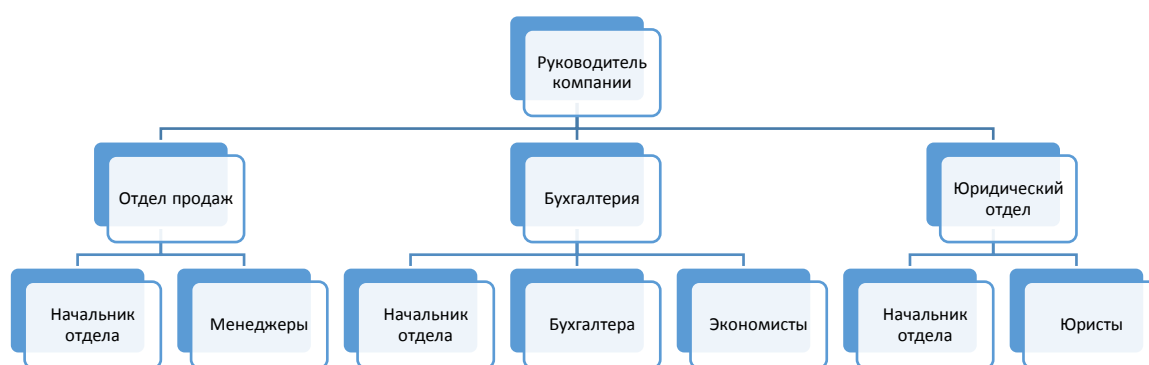 Руководитель
компании
Отдел продаж
Бухгалтерия
Юридический
отдел
Начальник
отдела
Менеджеры
Начальник
отдела
Бухгалтера
Экономисты
Начальник
отдела
Юристы